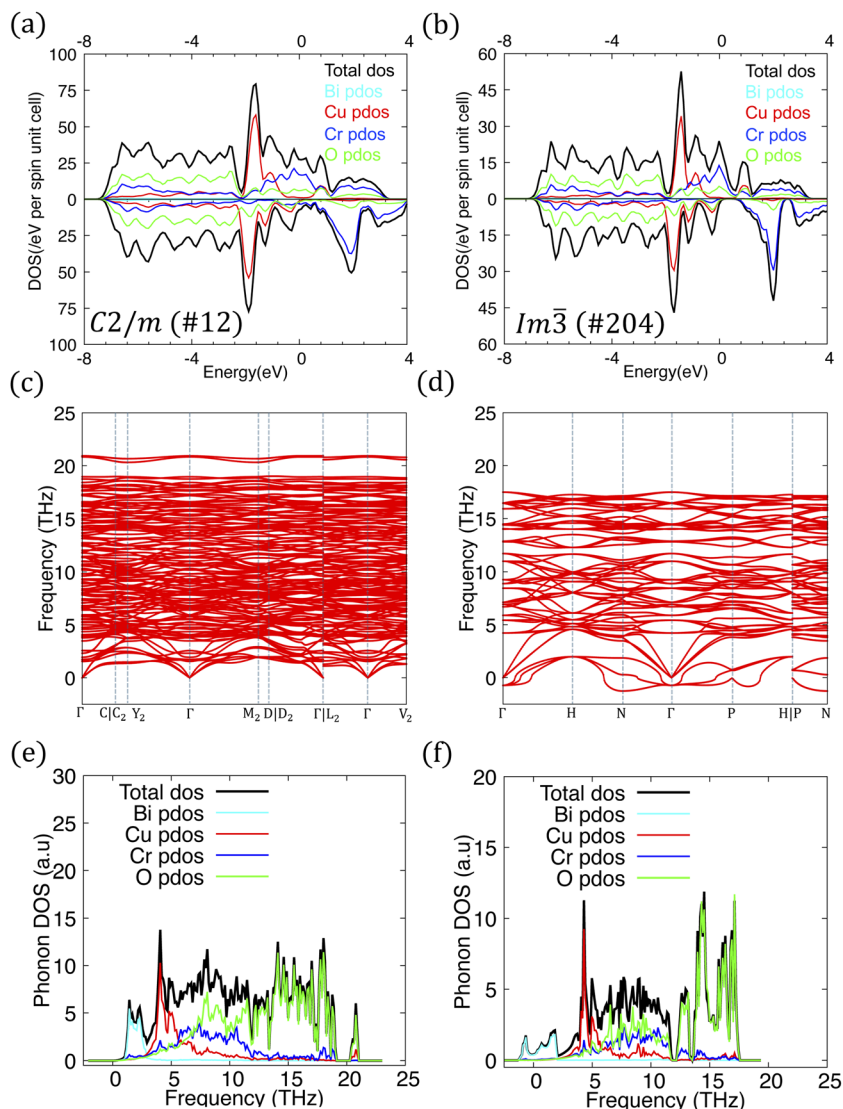 (a)
-8 -4 0 4
100
75
50
25
0
25
50
75
100
DOS(/eV per spin unit cell)
Total dos
Bi pdos
Cu pdos
Cr pdos
O pdos
C2/m (#12)
-8 -4 0 4
Energy(eV)
(b)
-8 -4 0 4
60
45
30
15
0
15
30
45
60
DOS(/eV per spin unit cell)
Total dos
Bi pdos
Cu pdos
Cr pdos
O pdos
Im3̅ (#204)
-8 -4 0 4
Energy(eV)
(c)
25
20
15
10
5
0
Frequency (THz)
Γ C|C₂ Y₂ Γ M₂ D|D₂ Γ|L₂ Γ V₂
(d)
25
20
15
10
5
0
Frequency (THz)
Γ H N Γ P H|P N
(e)
30
25
20
15
10
5
0
Phonon DOS (a.u)
Total dos
Bi pdos
Cu pdos
Cr pdos
O pdos
0 5 10 15 20 25
Frequency (THz)
(f)
20
15
10
5
0
Phonon DOS (a.u)
Total dos
Bi pdos
Cu pdos
Cr pdos
O pdos
0 5 10 15 20 25
Frequency (THz)